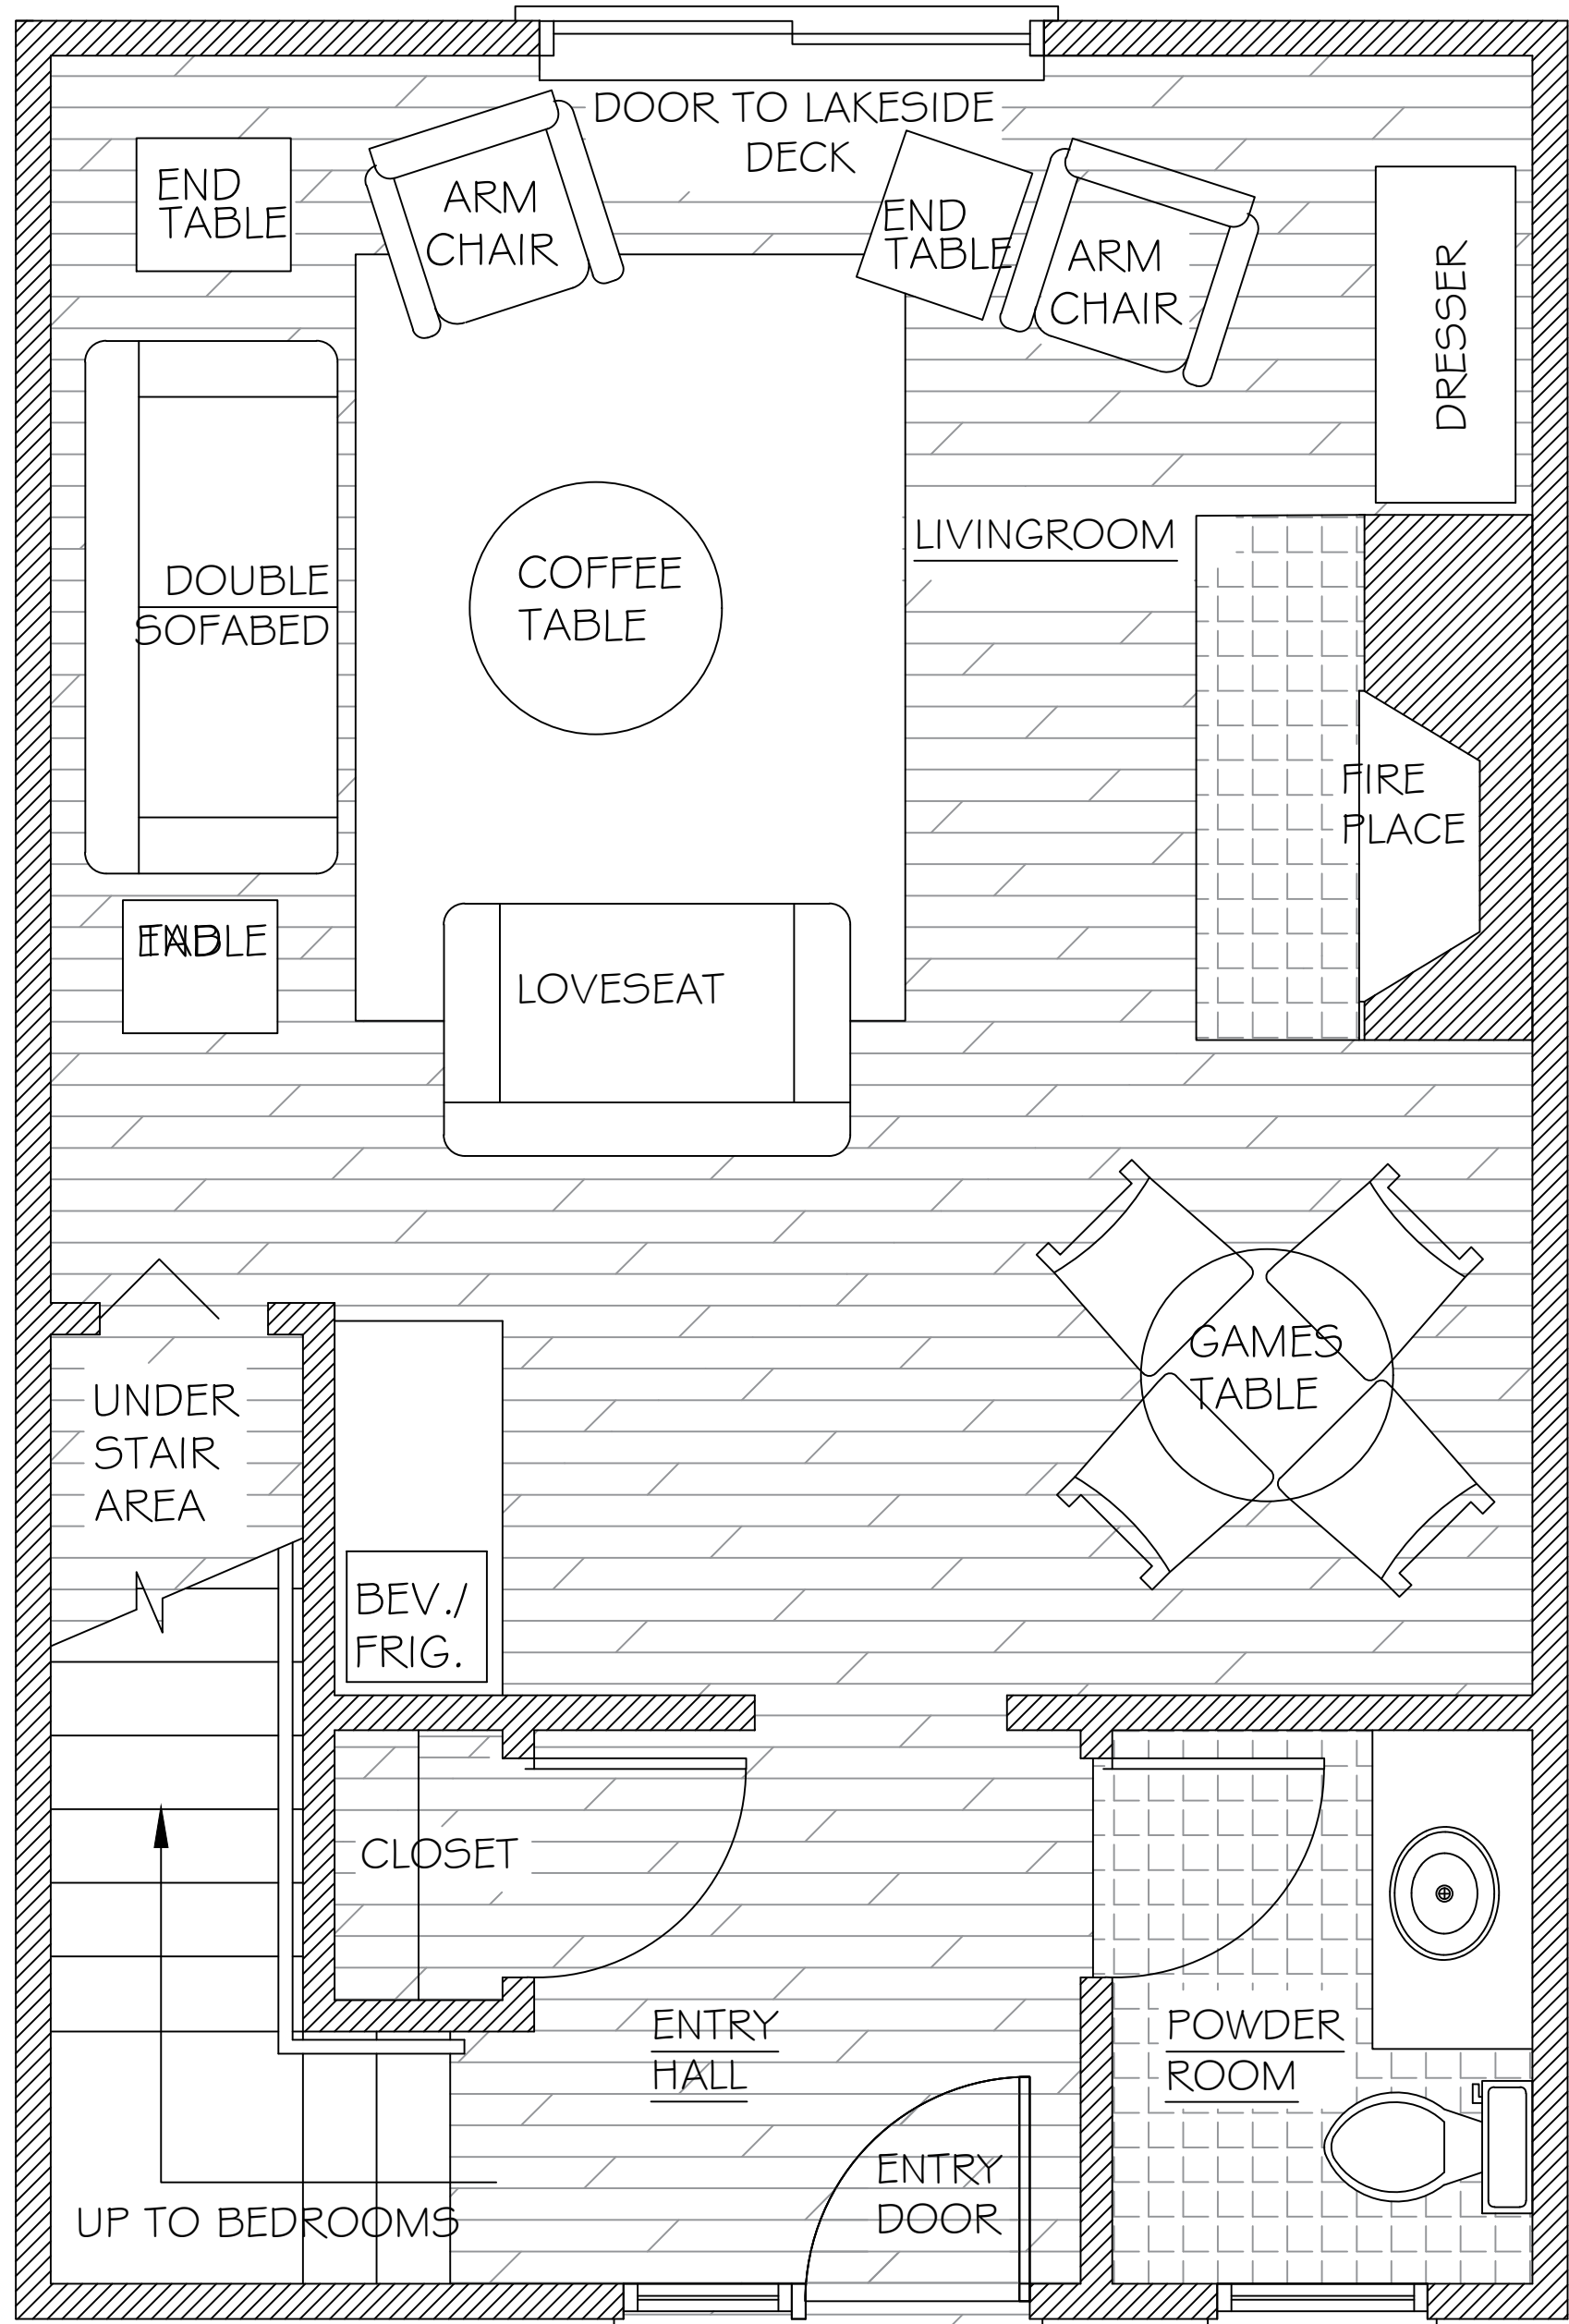 DOOR TO LAKESIDE
DECK
END
TABLE
ARM
CHAIR
END
TABLE
ARM
CHAIR
DRESSER
LIVINGROOM
DOUBLE
SOFABED
COFFEE
TABLE
FIRE
PLACE
END
TABLE
LOVESEAT
GAMES
TABLE
UNDER
STAIR
AREA
BEV./
FRIG.
CLOSET
ENTRY
HALL
POWDER
ROOM
ENTRY
DOOR
UP TO BEDROOMS